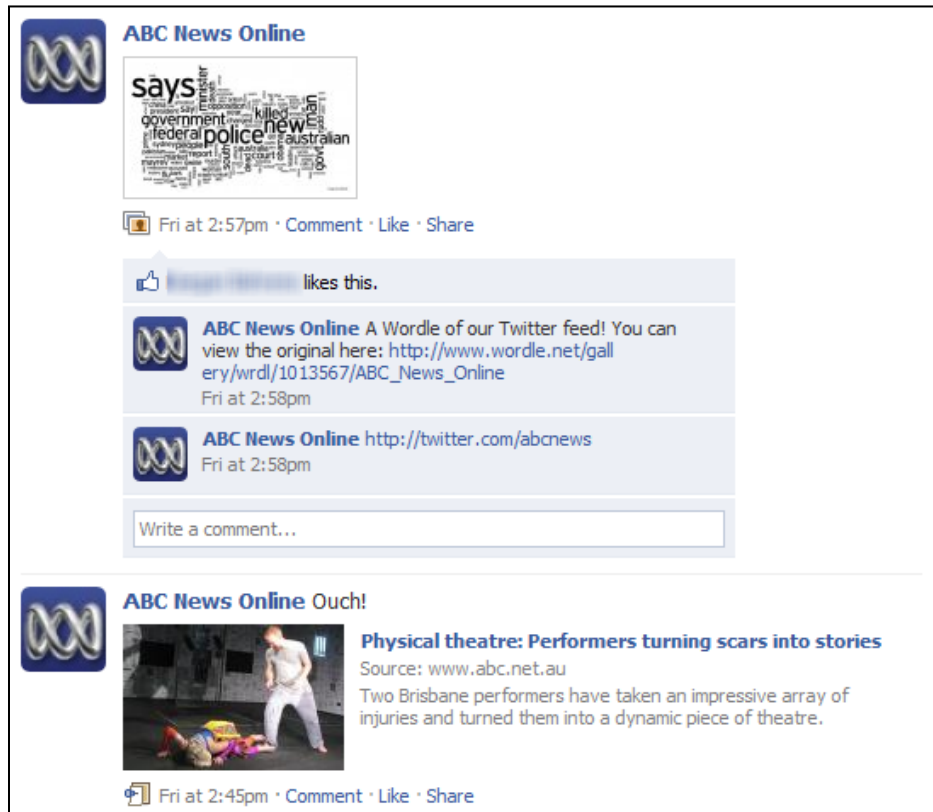 ABC News Online
says
minister
government
killed
new
man
federal
police
australian
opposition
people
south
court
report
govt
Fri at 2:57pm · Comment · Like · Share
likes this.
ABC News Online A Wordle of our Twitter feed! You can
view the original here: http://www.wordle.net/gall
ery/wrdl/1013567/ABC_News_Online
Fri at 2:58pm
ABC News Online http://twitter.com/abcnews
Fri at 2:58pm
Write a comment...
ABC News Online Ouch!
Physical theatre: Performers turning scars into stories
Source: www.abc.net.au
Two Brisbane performers have taken an impressive array of
injuries and turned them into a dynamic piece of theatre.
Fri at 2:45pm · Comment · Like · Share